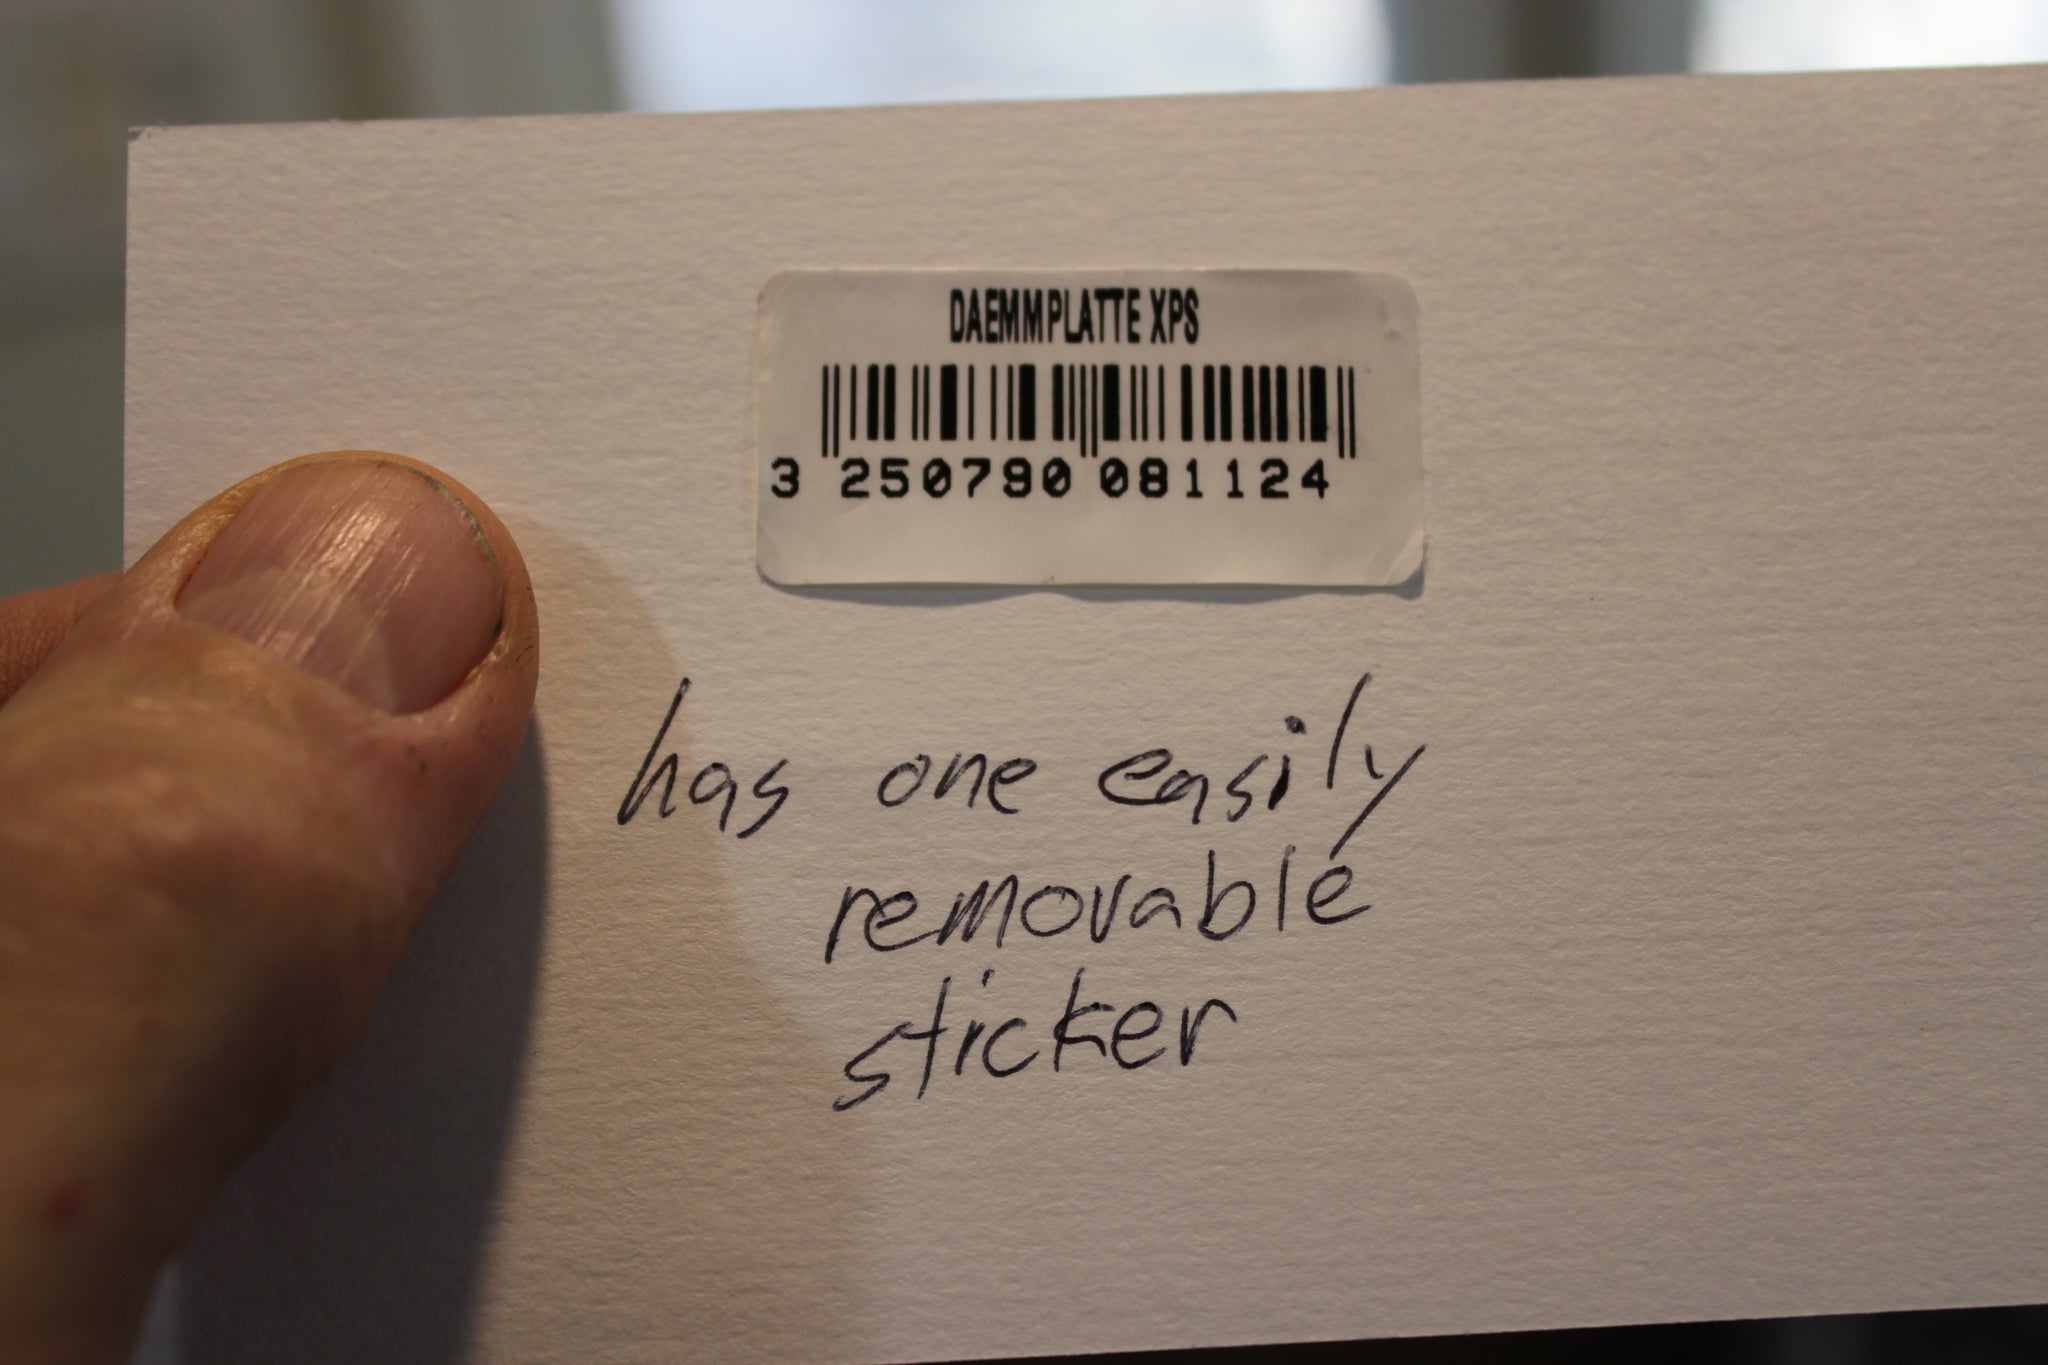 DAEMMPLATTE XPS
3 250790 081124
has one easily
removable
sticker